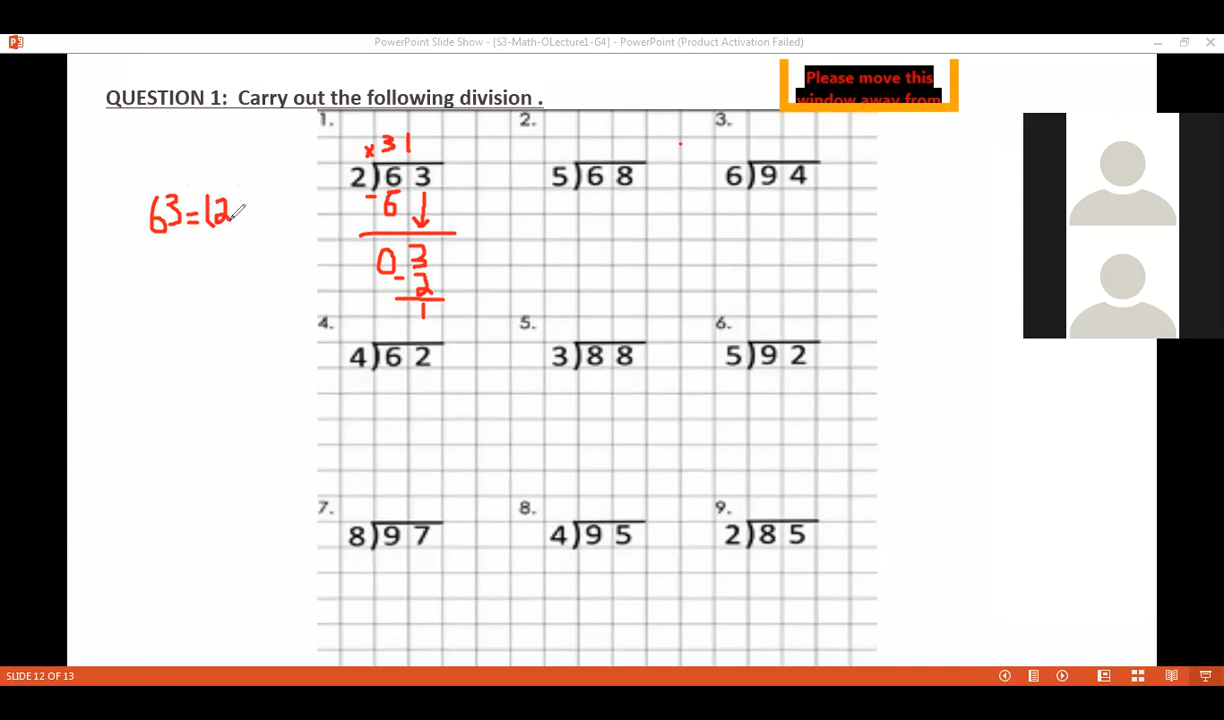 PowerPoint Slide Show - [S3-Math-OLecture1-G4] - PowerPoint (Product Activation Failed)
Please move this
window away from
QUESTION 1: Carry out the following division .
1. 2. 3.
x 3 1
2)63 5)68 6)94
- 6
63=12
0 3
- 2
1
4. 5. 6.
4)62 3)88 5)92
7. 8. 9.
8)97 4)95 2)85
SLIDE 12 OF 13